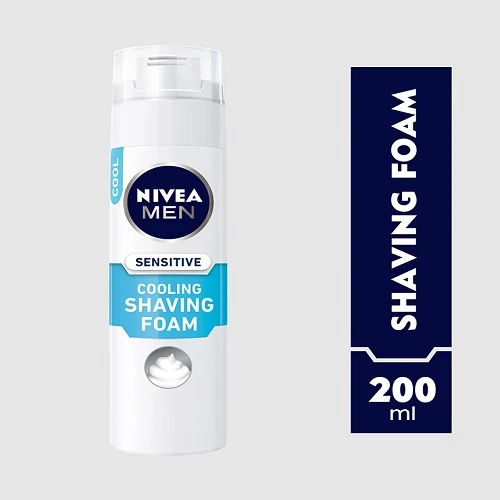 COOL
NIVEA
MEN
SENSITIVE
COOLING
SHAVING
FOAM
SHAVING FOAM
200
ml